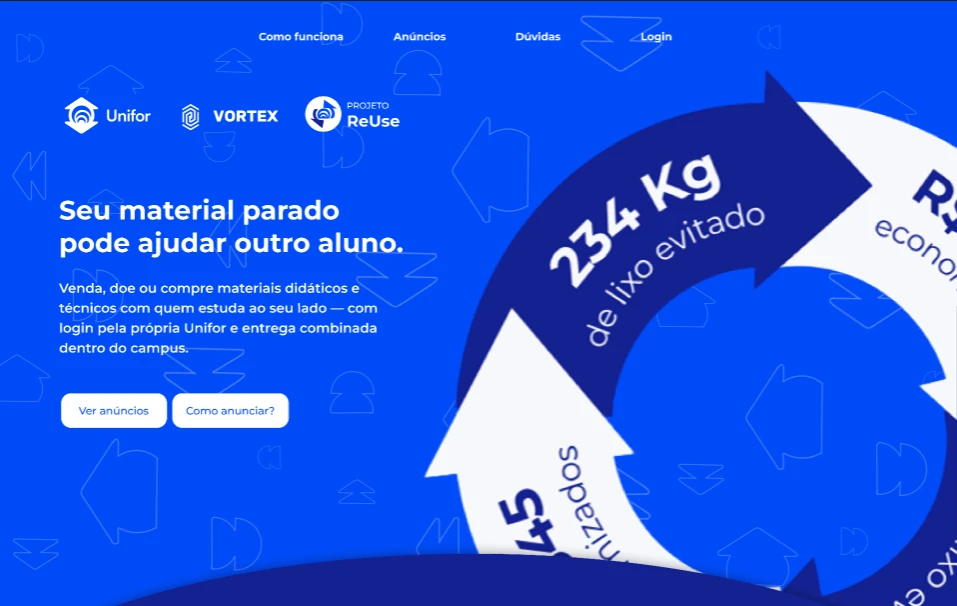 Como funciona
Anúncios
Dúvidas
Login
Unifor
VORTEX
PROJETO
ReUse
Seu material parado
pode ajudar outro aluno.
Venda, doe ou compre materiais didáticos e
técnicos com quem estuda ao seu lado — com
login pela própria Unifor e entrega combinada
dentro do campus.
Ver anúncios
Como anunciar?
234 Kg
de lixo evitado
R$